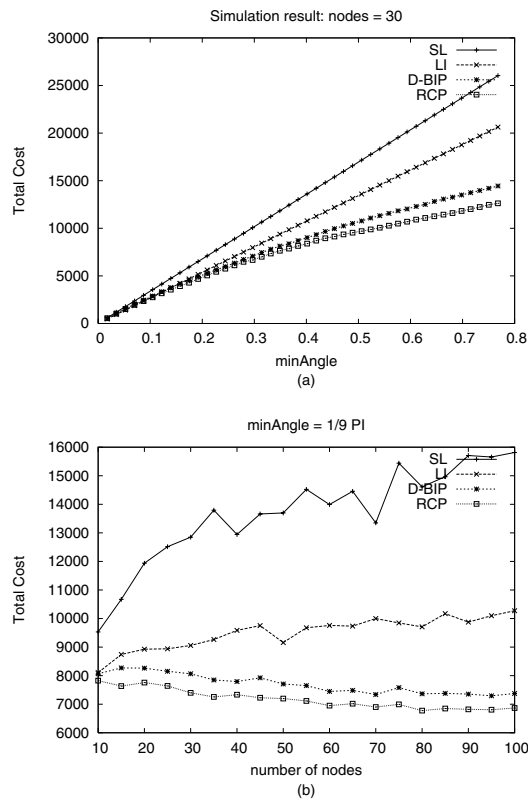 Simulation result: nodes = 30
30000
25000
20000
15000
10000
5000
0
Total Cost
SL
LI
D-BIP
RCP
0 0.1 0.2 0.3 0.4 0.5 0.6 0.7 0.8
minAngle
(a)
minAngle = 1/9 PI
16000
15000
14000
13000
12000
11000
10000
9000
8000
7000
6000
Total Cost
SL
LI
D-BIP
RCP
10 20 30 40 50 60 70 80 90 100
number of nodes
(b)